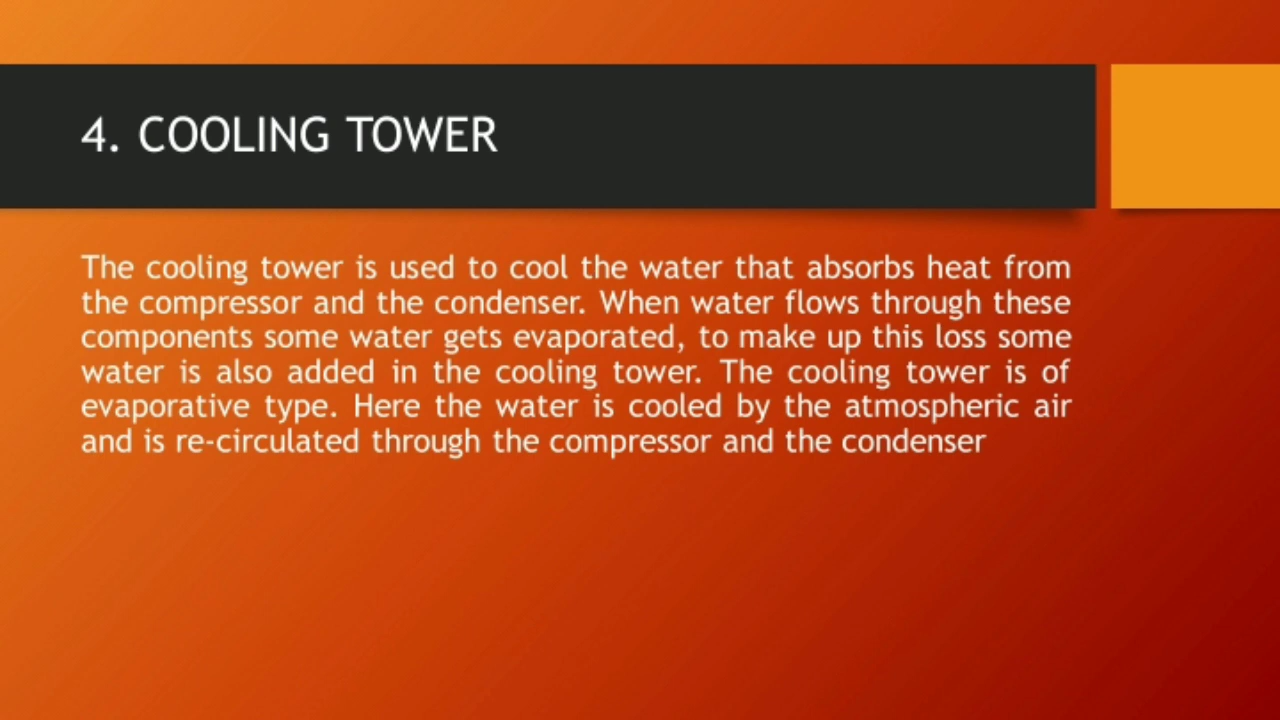 4. COOLING TOWER
The cooling tower is used to cool the water that absorbs heat from
the compressor and the condenser. When water flows through these
components some water gets evaporated, to make up this loss some
water is also added in the cooling tower. The cooling tower is of
evaporative type. Here the water is cooled by the atmospheric air
and is re-circulated through the compressor and the condenser